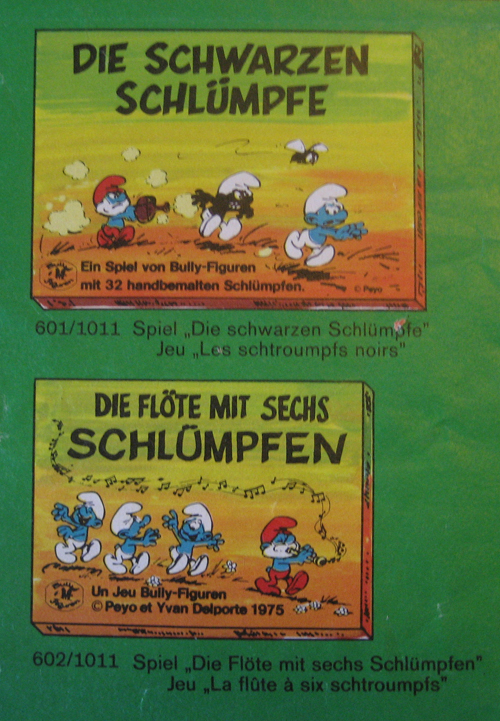 DIE SCHWARZEN
SCHLÜMPFE
Ein Spiel von Bully-Figuren
mit 32 handbemalten Schlümpfen.
© Peyo
601/1011 Spiel „Die schwarzen Schlümpfe"
Jeu „Les schtroumpfs noirs"
DIE FLÖTE MIT SECHS
SCHLÜMPFEN
Un Jeu Bully-Figuren
© Peyo et Yvan Delporte 1975
602/1011 Spiel „Die Flöte mit sechs Schlümpfen"
Jeu „La flûte à six schtroumpfs"